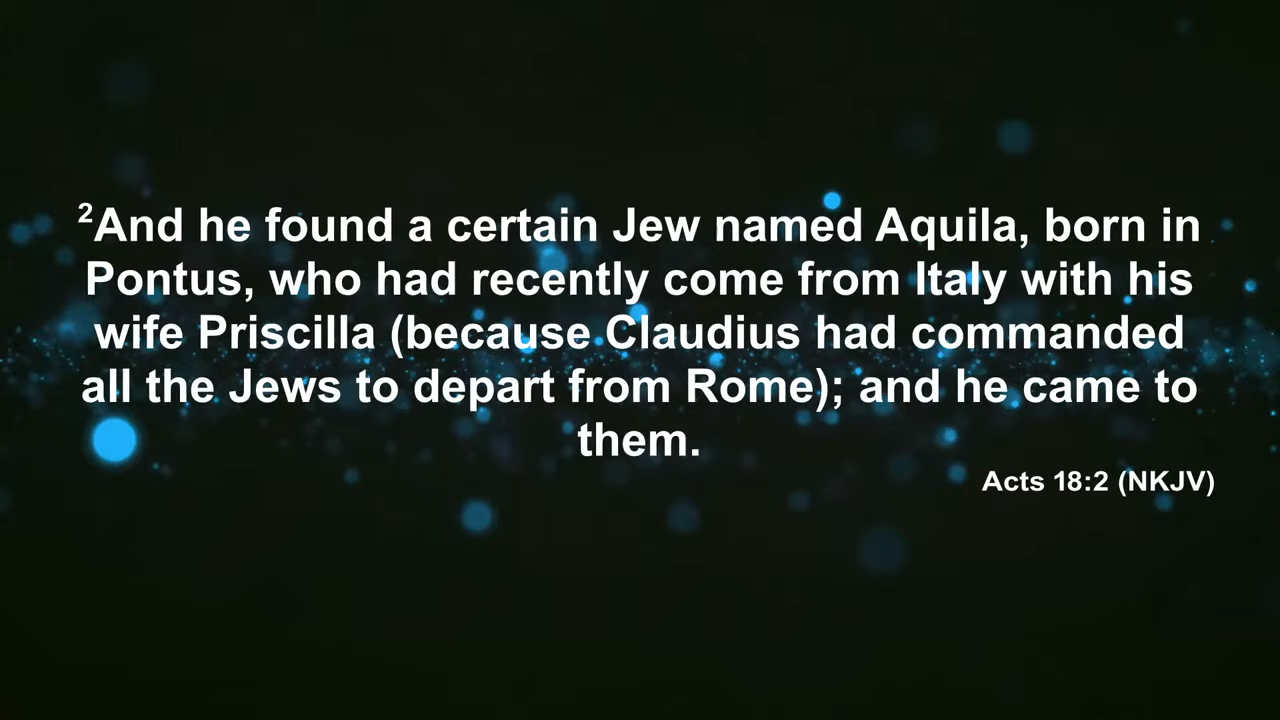 ²And he found a certain Jew named Aquila, born in
Pontus, who had recently come from Italy with his
wife Priscilla (because Claudius had commanded
all the Jews to depart from Rome); and he came to
them.
Acts 18:2 (NKJV)